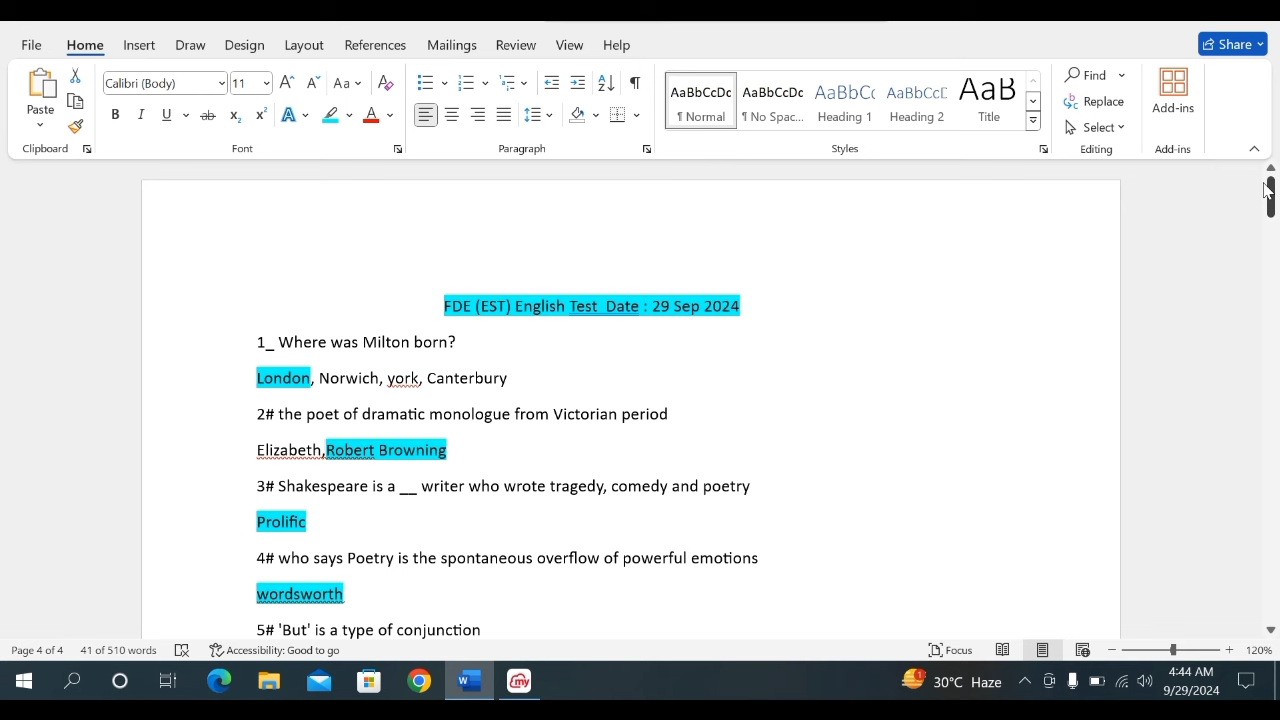 File Home Insert Draw Design Layout References Mailings Review View Help Share
Calibri (Body) 11 Aa
Find
Paste
AaBbCcDc AaBbCcDc AaBbCc AaBbCcD AaB
Replace
Add-ins
B I U ab x₂ x² A A
¶ Normal ¶ No Spac... Heading 1 Heading 2 Title
Select
Clipboard Font Paragraph Styles Editing Add-ins
FDE (EST) English Test Date : 29 Sep 2024
1_ Where was Milton born?
London, Norwich, york, Canterbury
2# the poet of dramatic monologue from Victorian period
Elizabeth,Robert Browning
3# Shakespeare is a __ writer who wrote tragedy, comedy and poetry
Prolific
4# who says Poetry is the spontaneous overflow of powerful emotions
wordsworth
5# 'But' is a type of conjunction
Page 4 of 4 41 of 510 words Accessibility: Good to go Focus 120%
W my 30°C Haze 4:44 AM
9/29/2024